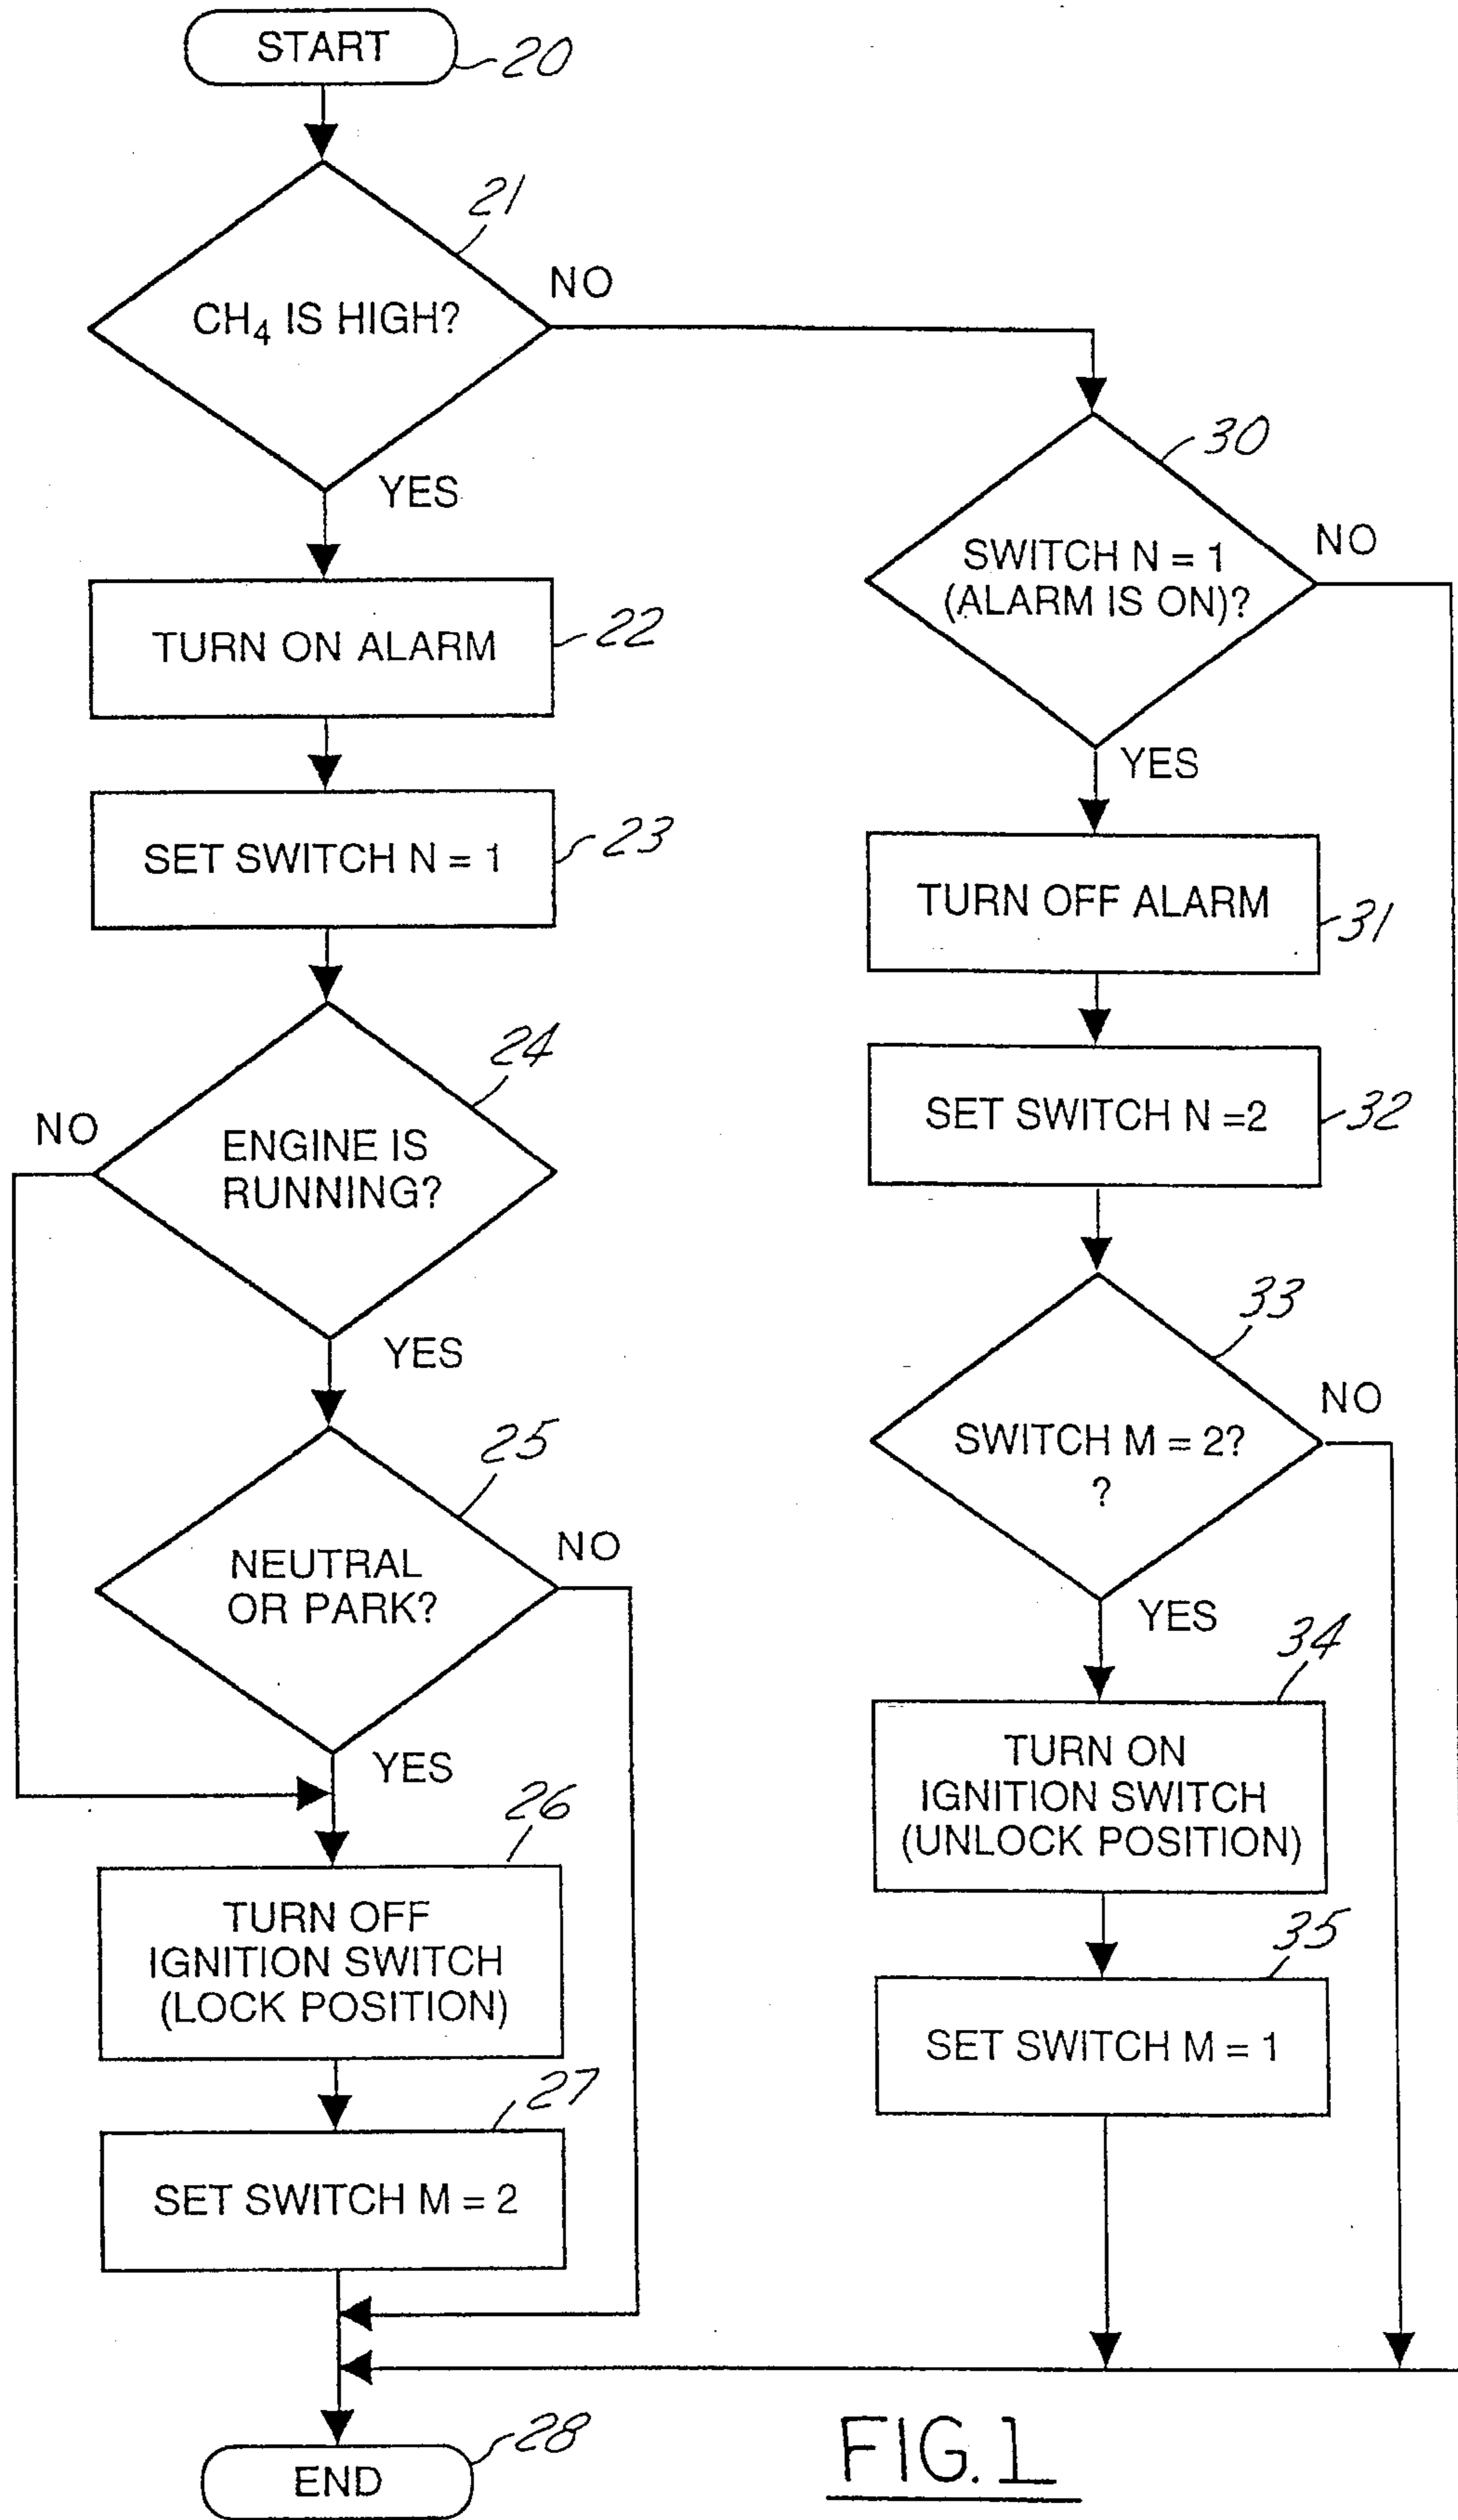 START
20
21
CH4 IS HIGH?
NO
YES
TURN ON ALARM
22
SET SWITCH N = 1
23
24
NO
ENGINE IS
RUNNING?
YES
25
NEUTRAL
OR PARK?
NO
YES
26
TURN OFF
IGNITION SWITCH
(LOCK POSITION)
27
SET SWITCH M = 2
28
END
30
SWITCH N = 1
(ALARM IS ON)?
NO
YES
TURN OFF ALARM
31
SET SWITCH N =2
32
33
SWITCH M = 2?
?
NO
YES
34
TURN ON
IGNITION SWITCH
(UNLOCK POSITION)
35
SET SWITCH M = 1
FIG.1